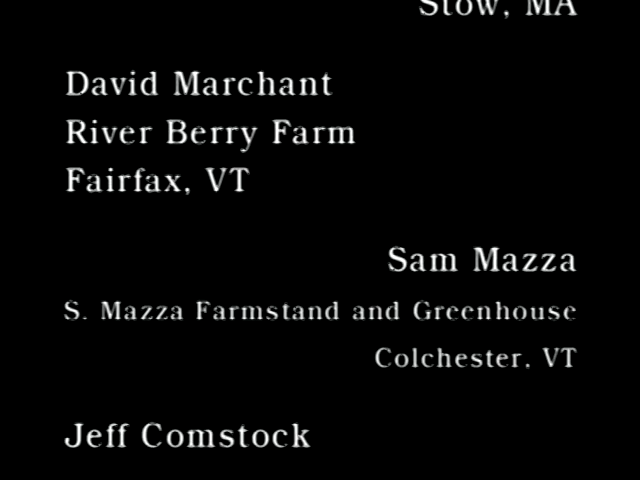 Stow, MA
David Marchant
River Berry Farm
Fairfax, VT
Sam Mazza
S. Mazza Farmstand and Greenhouse
Colchester, VT
Jeff Comstock